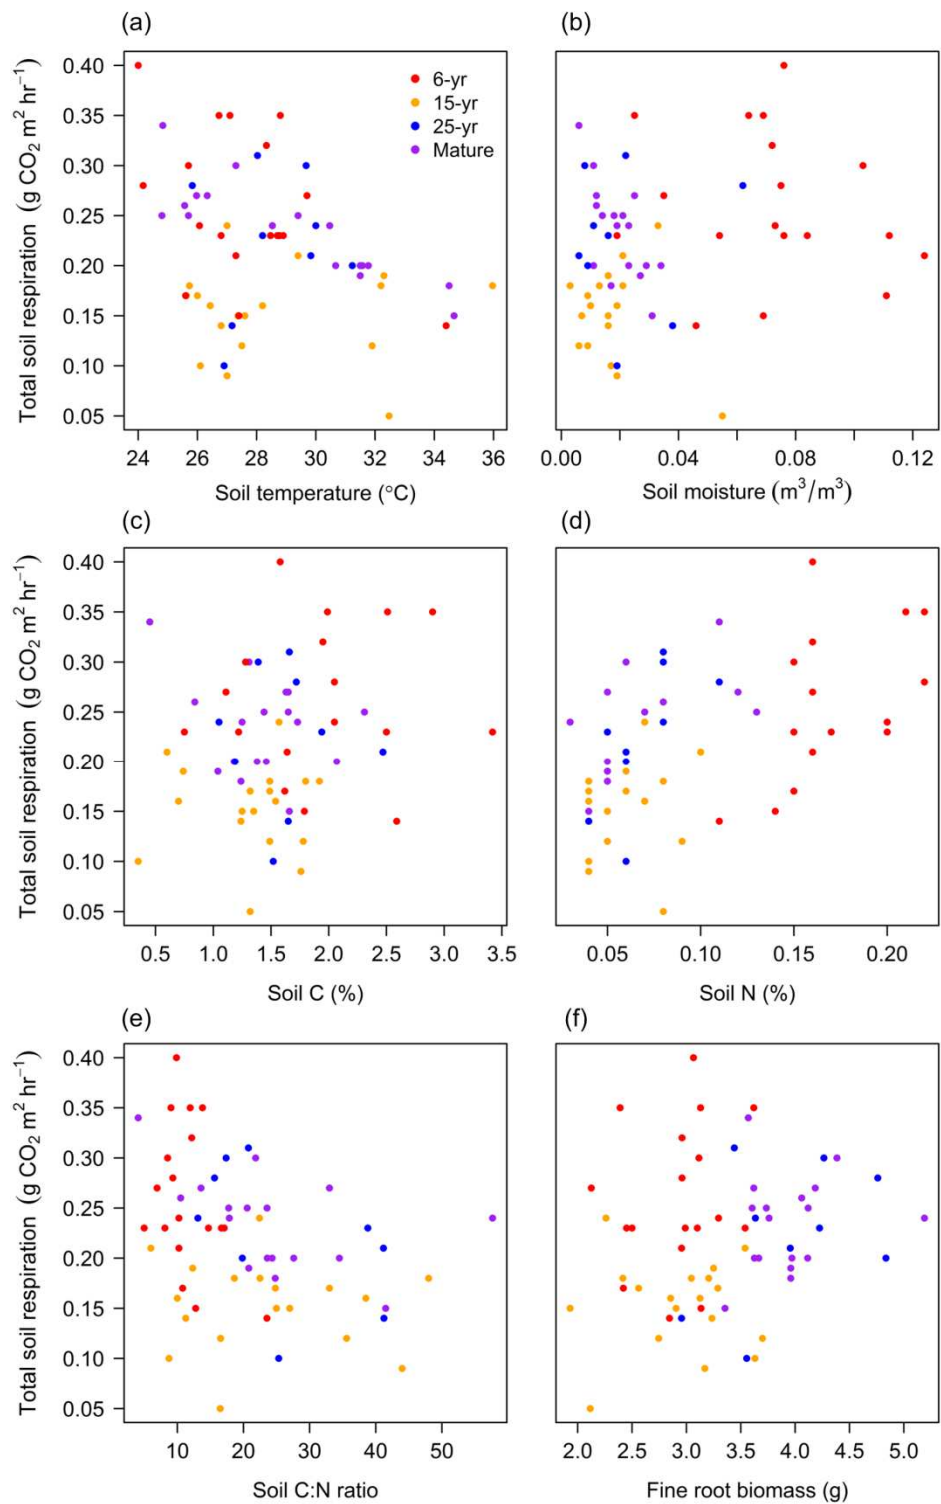 (a)
(b)
0.40
0.35
0.30
0.25
0.20
0.15
0.10
0.05
Total soil respiration (g CO₂ m² hr⁻¹)
6-yr
15-yr
25-yr
Mature
24 26 28 30 32 34 36
0.00 0.04 0.08 0.12
Soil temperature (°C)
Soil moisture (m³/m³)
(c)
(d)
0.40
0.35
0.30
0.25
0.20
0.15
0.10
0.05
Total soil respiration (g CO₂ m² hr⁻¹)
0.5 1.0 1.5 2.0 2.5 3.0 3.5
0.05 0.10 0.15 0.20
Soil C (%)
Soil N (%)
(e)
(f)
0.40
0.35
0.30
0.25
0.20
0.15
0.10
0.05
Total soil respiration (g CO₂ m² hr⁻¹)
10 20 30 40 50
2.0 2.5 3.0 3.5 4.0 4.5 5.0
Soil C:N ratio
Fine root biomass (g)